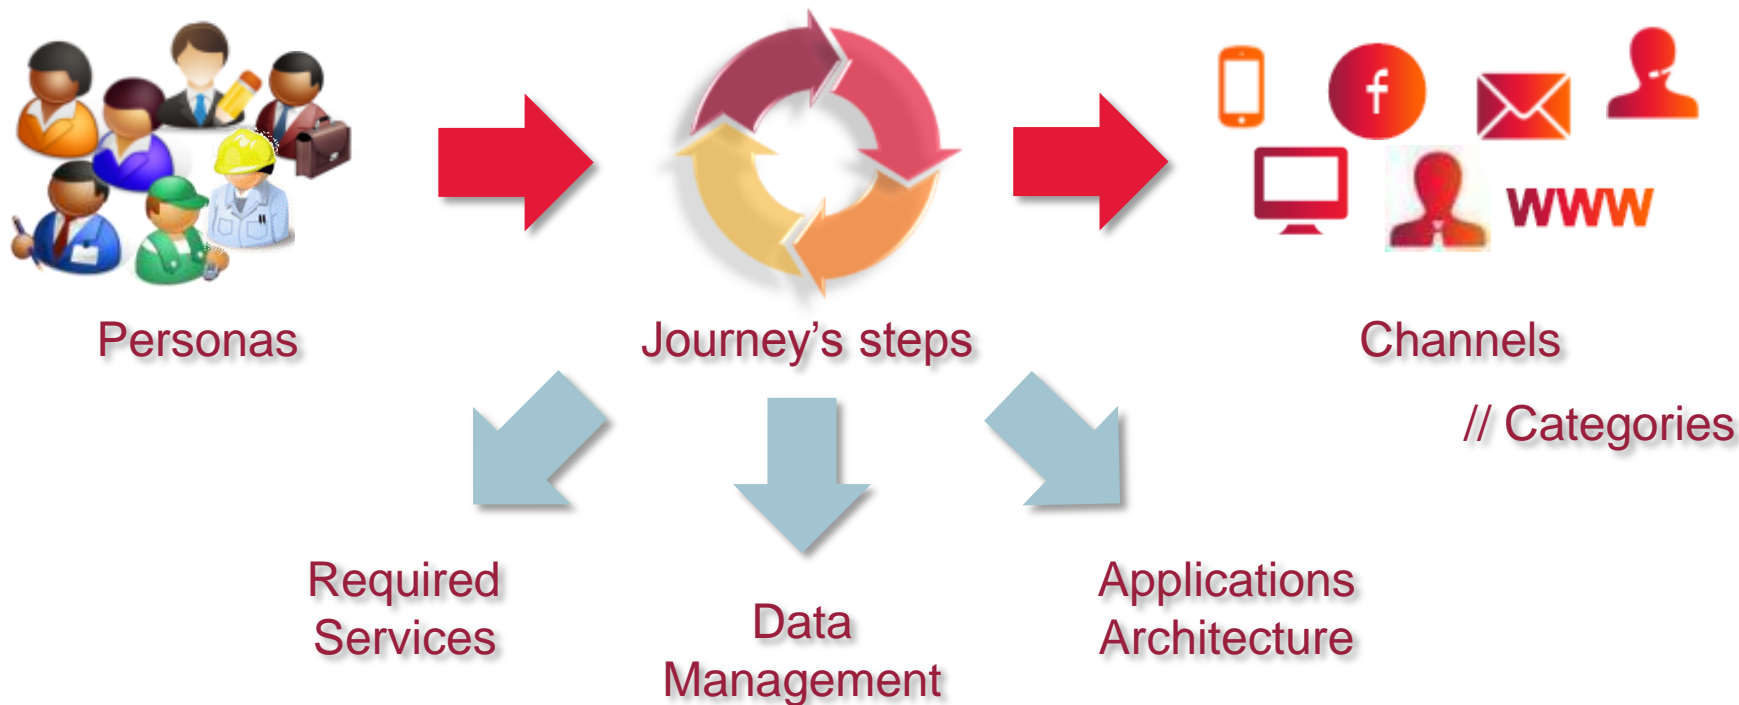 f
www
Personas
Journey's steps
Channels
// Categories
Required
Services
Data
Management
Applications
Architecture